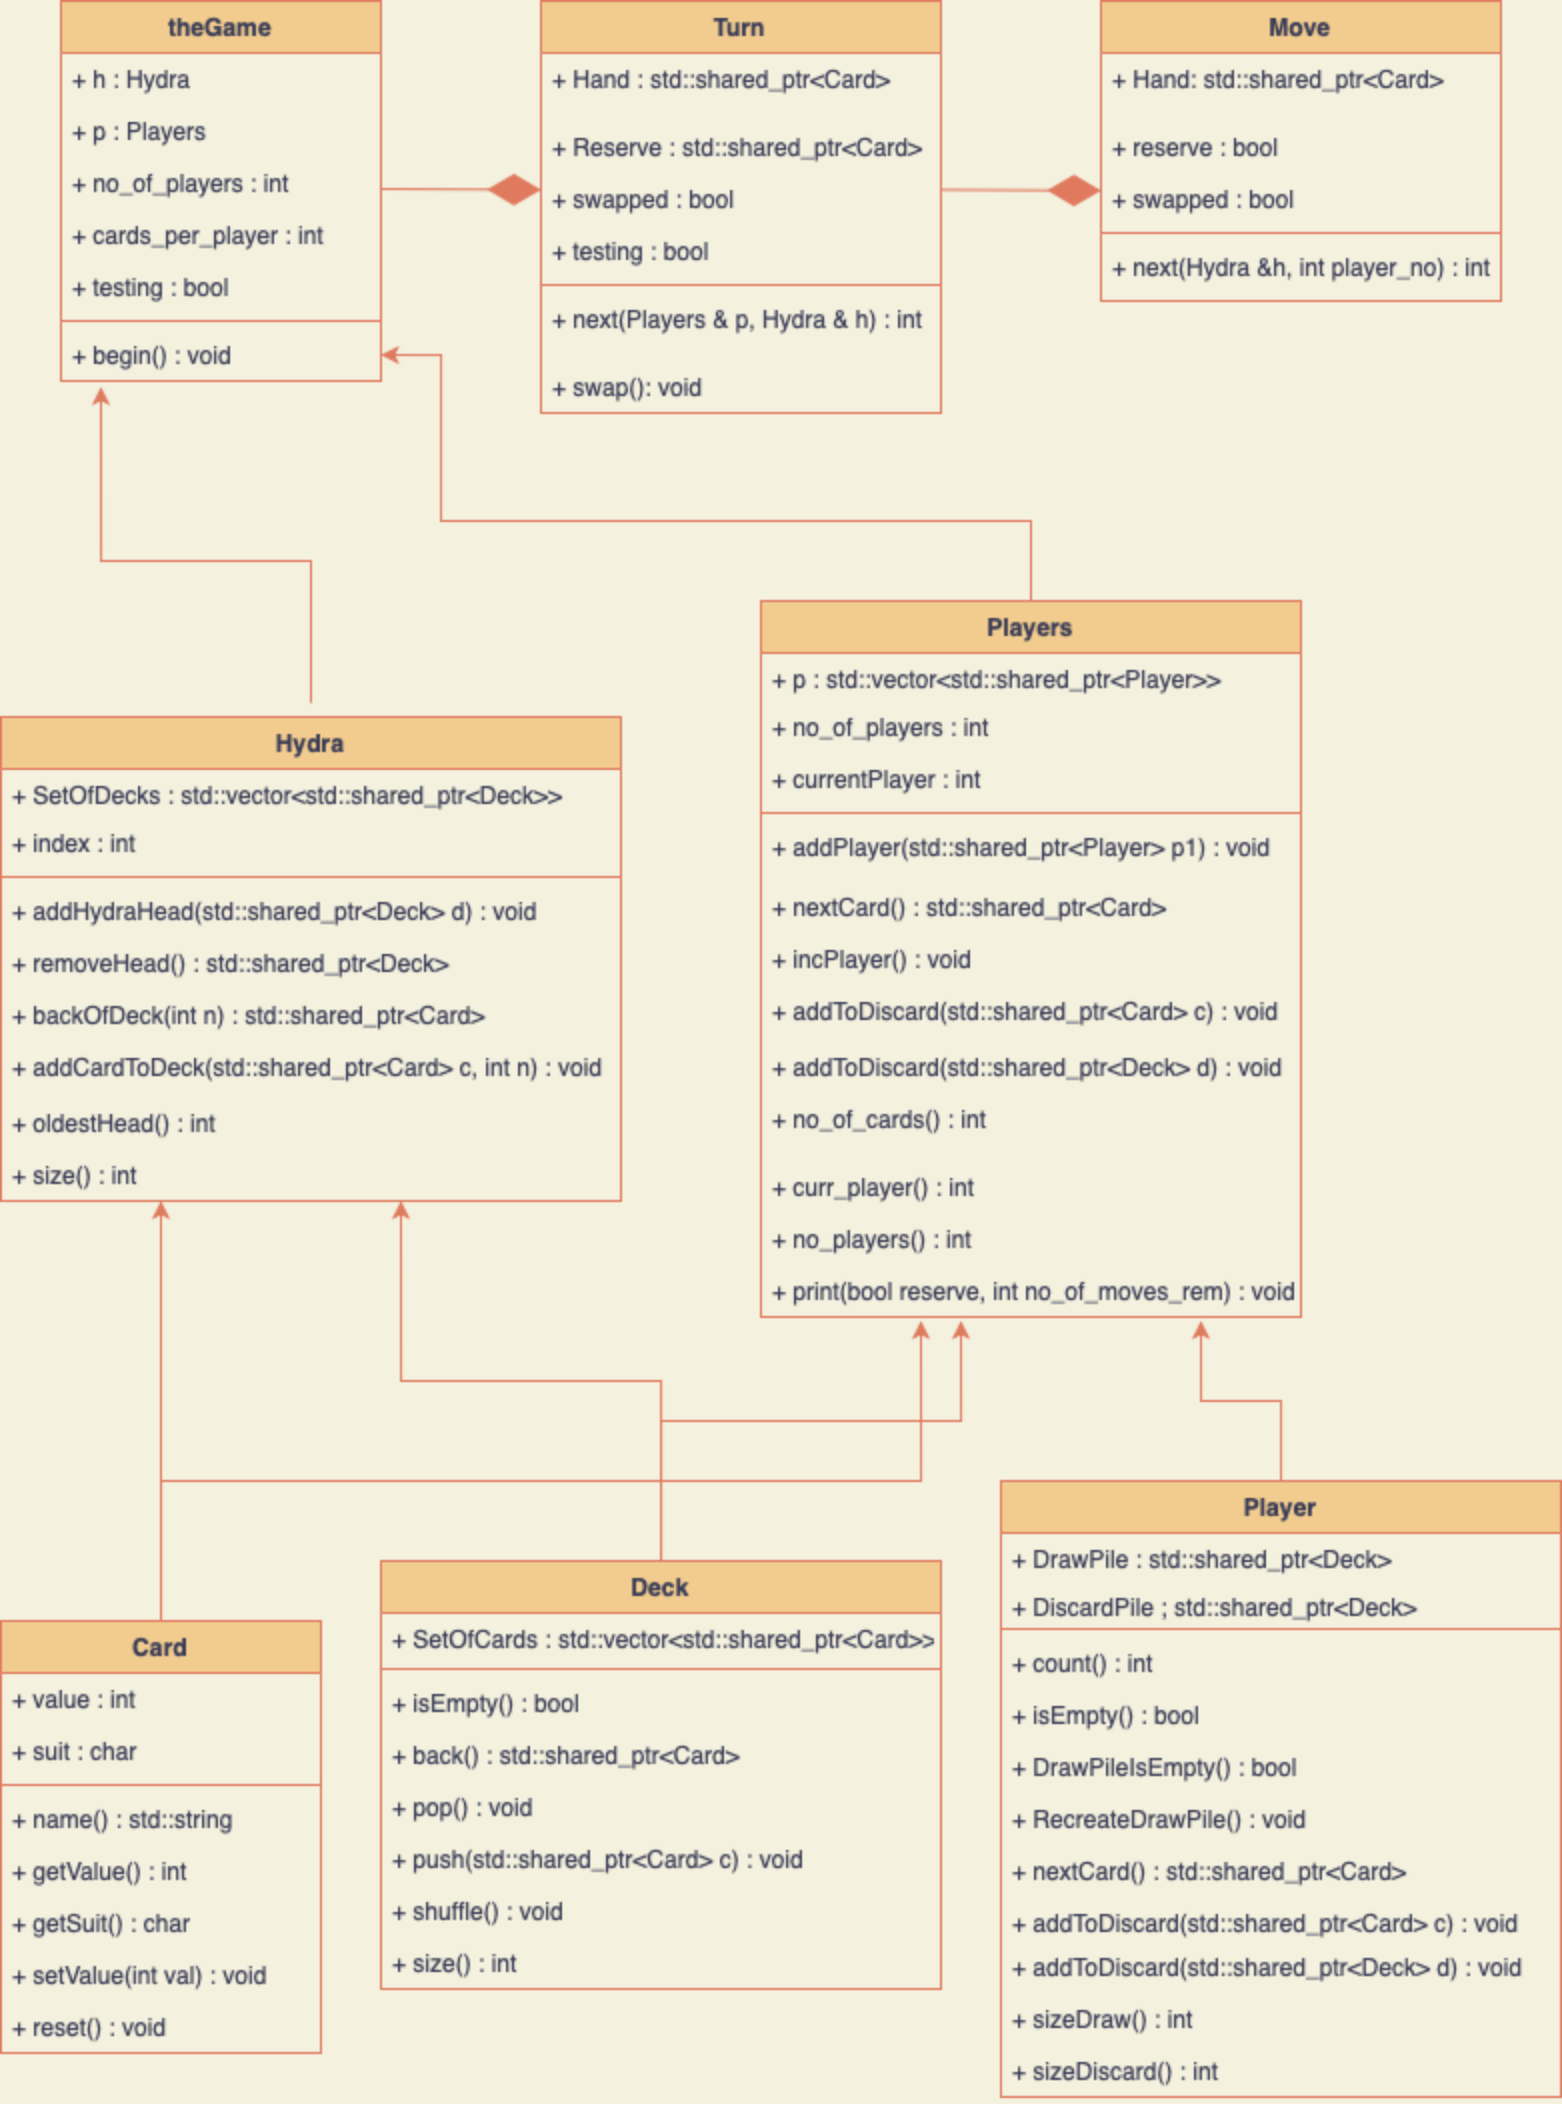 theGame
+ h : Hydra
+ p : Players
+ no_of_players : int
+ cards_per_player : int
+ testing : bool
+ begin() : void
Turn
+ Hand : std::shared_ptr<Card>
+ Reserve : std::shared_ptr<Card>
+ swapped : bool
+ testing : bool
+ next(Players & p, Hydra & h) : int
+ swap(): void
Move
+ Hand: std::shared_ptr<Card>
+ reserve : bool
+ swapped : bool
+ next(Hydra &h, int player_no) : int
Hydra
+ SetOfDecks : std::vector<std::shared_ptr<Deck>>
+ index : int
+ addHydraHead(std::shared_ptr<Deck> d) : void
+ removeHead() : std::shared_ptr<Deck>
+ backOfDeck(int n) : std::shared_ptr<Card>
+ addCardToDeck(std::shared_ptr<Card> c, int n) : void
+ oldestHead() : int
+ size() : int
Players
+ p : std::vector<std::shared_ptr<Player>>
+ no_of_players : int
+ currentPlayer : int
+ addPlayer(std::shared_ptr<Player> p1) : void
+ nextCard() : std::shared_ptr<Card>
+ incPlayer() : void
+ addToDiscard(std::shared_ptr<Card> c) : void
+ addToDiscard(std::shared_ptr<Deck> d) : void
+ no_of_cards() : int
+ curr_player() : int
+ no_players() : int
+ print(bool reserve, int no_of_moves_rem) : void
Card
+ value : int
+ suit : char
+ name() : std::string
+ getValue() : int
+ getSuit() : char
+ setValue(int val) : void
+ reset() : void
Deck
+ SetOfCards : std::vector<std::shared_ptr<Card>>
+ isEmpty() : bool
+ back() : std::shared_ptr<Card>
+ pop() : void
+ push(std::shared_ptr<Card> c) : void
+ shuffle() : void
+ size() : int
Player
+ DrawPile : std::shared_ptr<Deck>
+ DiscardPile ; std::shared_ptr<Deck>
+ count() : int
+ isEmpty() : bool
+ DrawPileIsEmpty() : bool
+ RecreateDrawPile() : void
+ nextCard() : std::shared_ptr<Card>
+ addToDiscard(std::shared_ptr<Card> c) : void
+ addToDiscard(std::shared_ptr<Deck> d) : void
+ sizeDraw() : int
+ sizeDiscard() : int